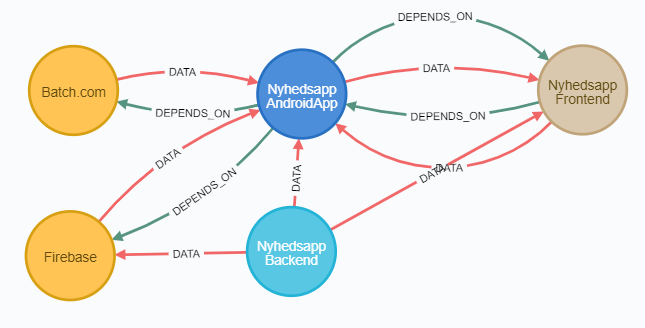 DEPENDS_ON
Batch.com
DATA
Nyhedsapp
AndroidApp
DATA
Nyhedsapp
Frontend
DEPENDS_ON
DEPENDS_ON
DATA
DEPENDS_ON
DATA
DATA
DATA
Firebase
DATA
Nyhedsapp
Backend